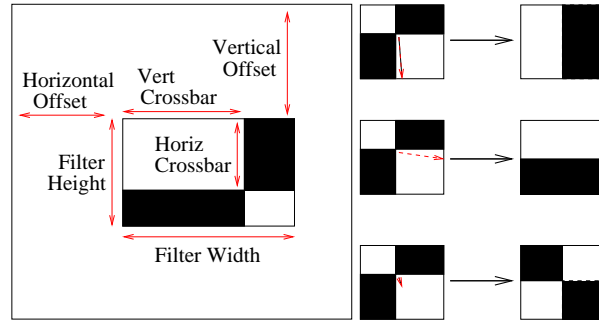 Vertical
Offset
Horizontal
Offset
Vert
Crossbar
Filter
Height
Horiz
Crossbar
Filter Width